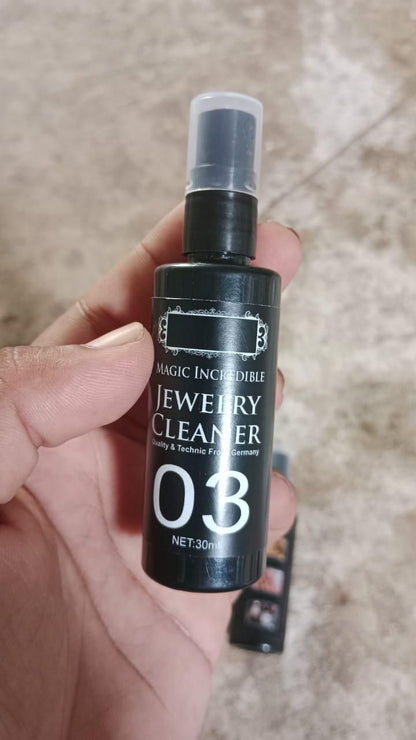 MAGIC INCREDIBLE
JEWELRY
CLEANER
Quality & Technic From Germany
03
NET:30ml